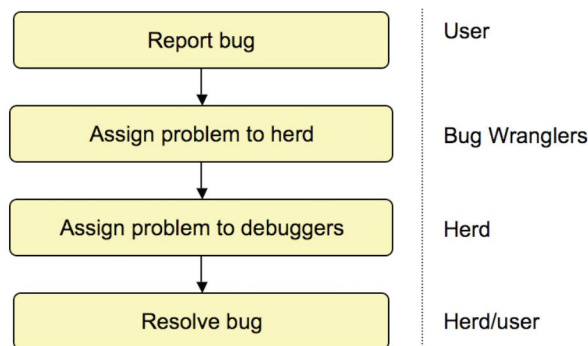 Report bug
User
Assign problem to herd
Bug Wranglers
Assign problem to debuggers
Herd
Resolve bug
Herd/user